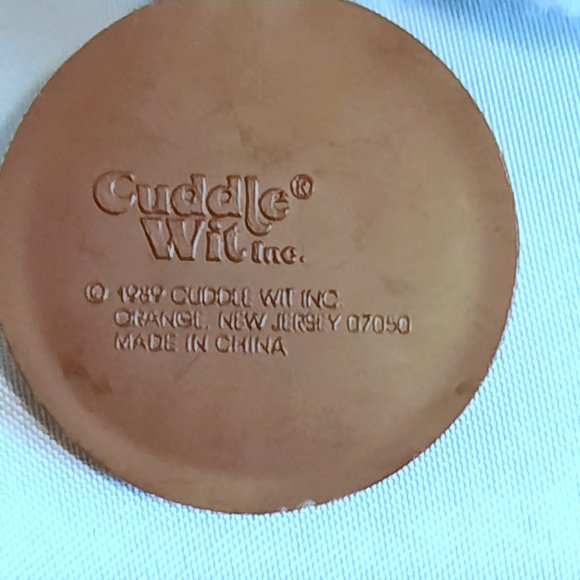 Cuddle®
Wit Inc.
© 1989 CUDDLE WIT INC.
ORANGE, NEW JERSEY 07050
MADE IN CHINA